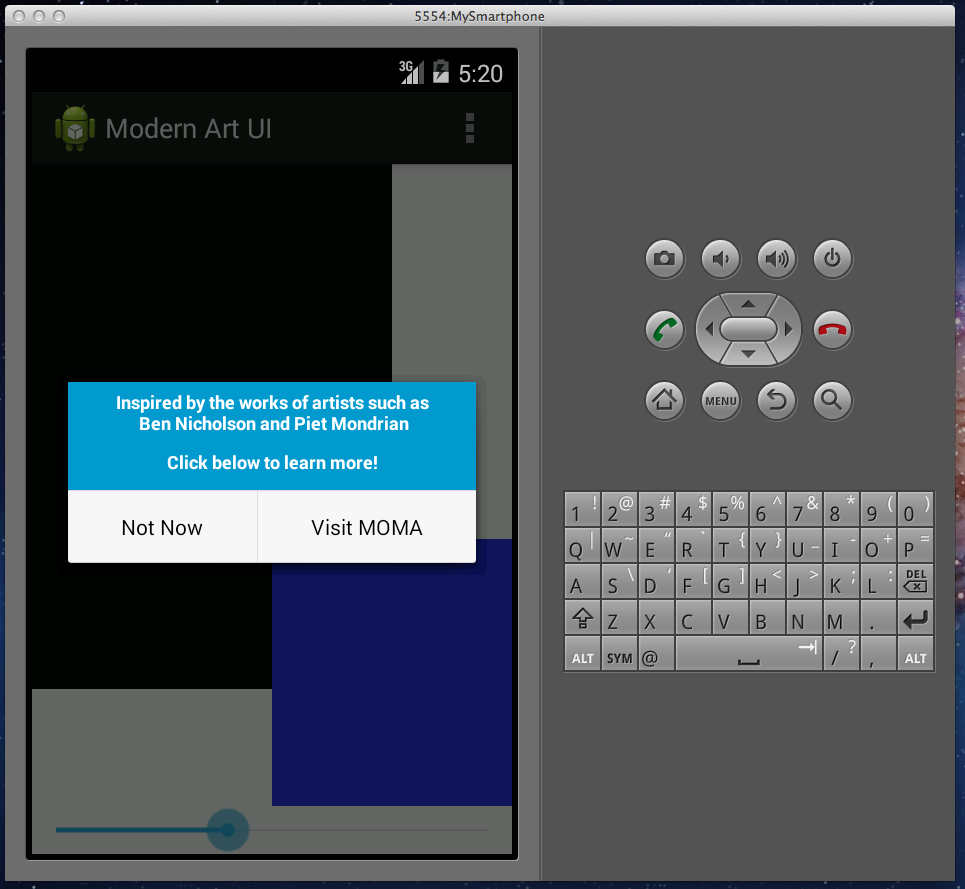 5554:MySmartphone
3G 5:20
Modern Art UI
Inspired by the works of artists such as
Ben Nicholson and Piet Mondrian
Click below to learn more!
Not Now Visit MOMA
MENU
1 ! 2 @ 3 # 4 $ 5 % 6 ^ 7 & 8 * 9 ( 0 )
Q | W ~ E “ R ` T { Y } U _ I - O + P =
A S \ D ‘ F [ G ] H < J > K ; L : DEL
Z X C V B N M .
ALT SYM @ / ? , ALT